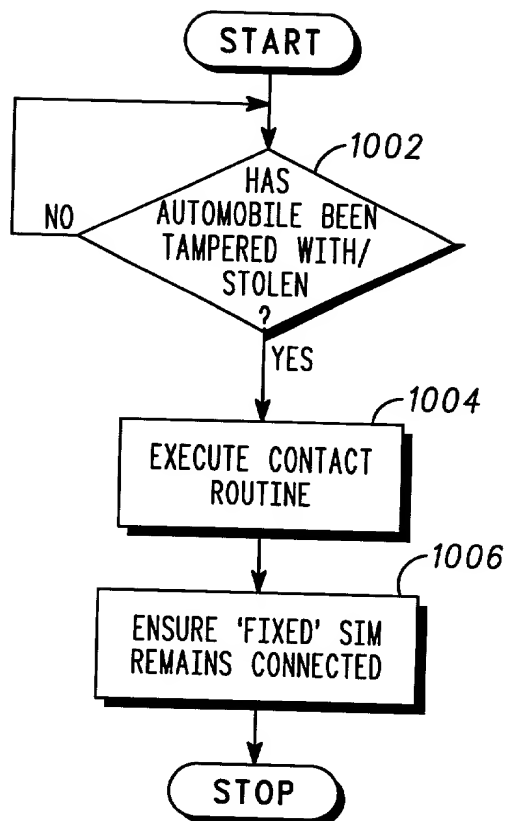 START
1002
HAS
AUTOMOBILE BEEN
TAMPERED WITH/
STOLEN
?
NO
YES
1004
EXECUTE CONTACT
ROUTINE
1006
ENSURE 'FIXED' SIM
REMAINS CONNECTED
STOP